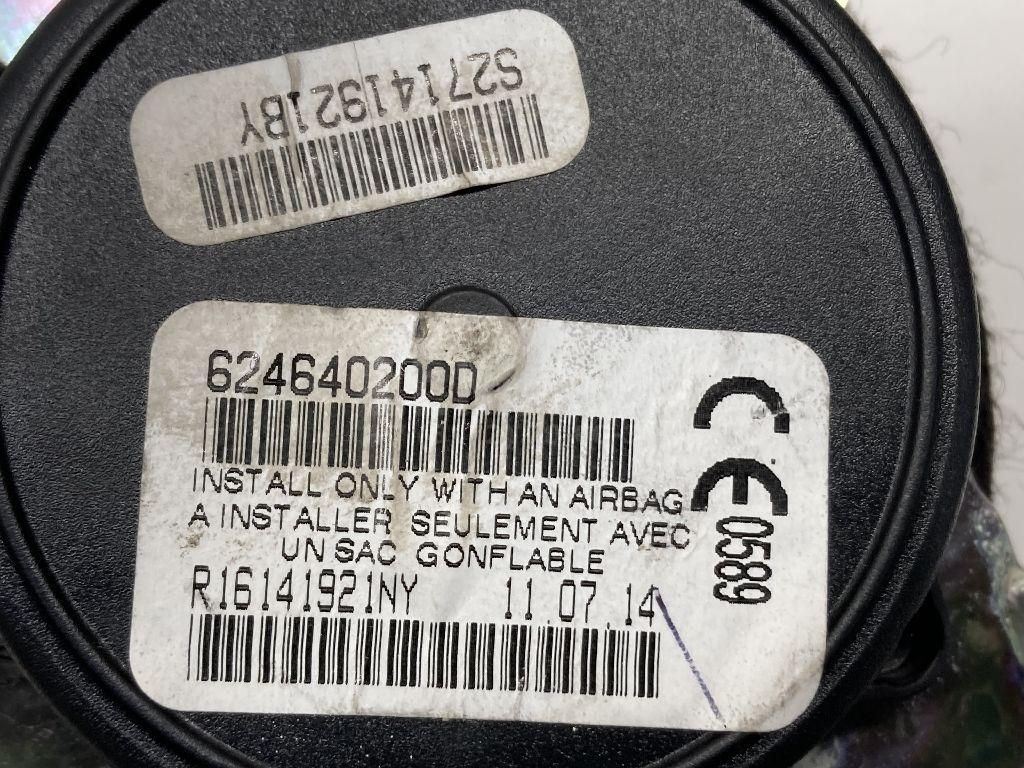 S27141921BY
624640200D
INSTALL ONLY WITH AN AIRBAG
A INSTALLER SEULEMENT AVEC
UN SAC GONFLABLE
R16141921NY 11.07.14
CE 0589